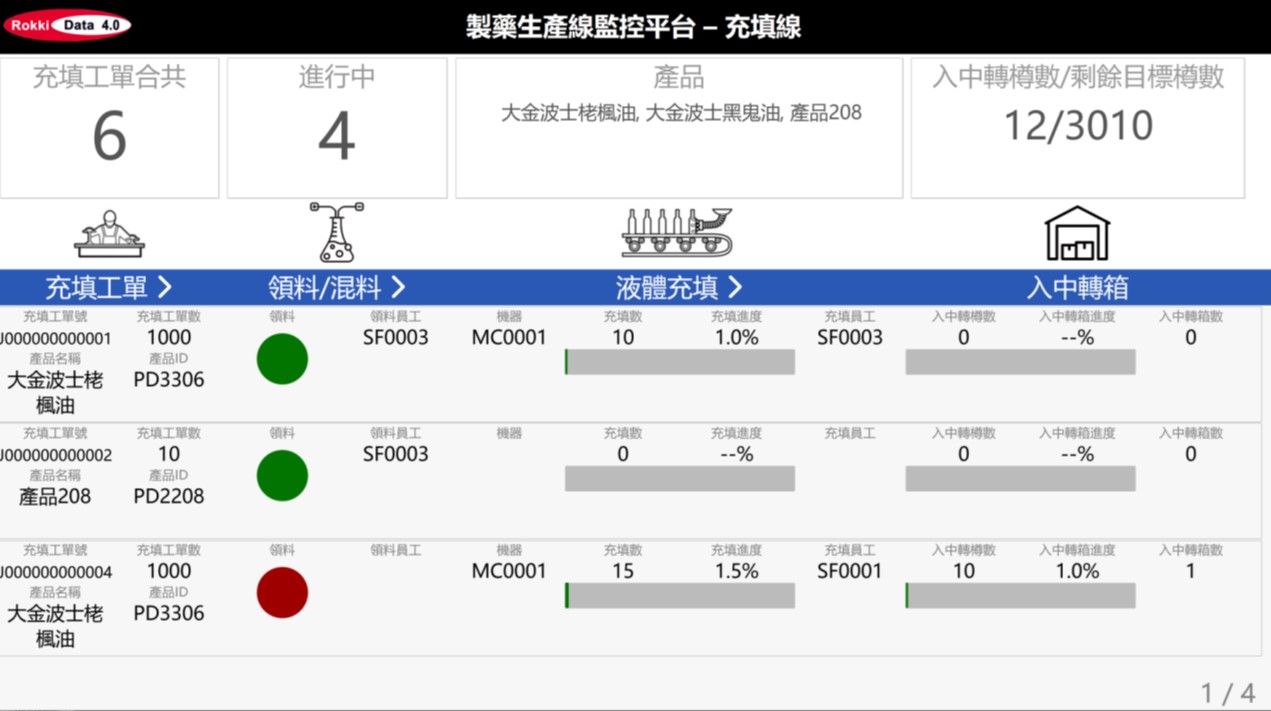 Rokki Data 4.0
製藥生產線監控平台 – 充填線
充填工單合共
6
進行中
4
產品
大金波士栳楓油, 大金波士黑鬼油, 產品208
入中轉樽數/剩餘目標樽數
12/3010
充填工單 領料/混料 液體充填 入中轉箱
充填工單號 充填工單數 領料 領料員工 機器 充填數 充填進度 充填員工 入中轉樽數 入中轉箱進度 入中轉箱數
J000000000001 1000 SF0003 MC0001 10 1.0% SF0003 0 --% 0
產品名稱 產品ID
大金波士栳 PD3306
楓油
充填工單號 充填工單數 領料 領料員工 機器 充填數 充填進度 充填員工 入中轉樽數 入中轉箱進度 入中轉箱數
J000000000002 10 SF0003 0 --% 0 --% 0
產品名稱 產品ID
產品208 PD2208
充填工單號 充填工單數 領料 領料員工 機器 充填數 充填進度 充填員工 入中轉樽數 入中轉箱進度 入中轉箱數
J000000000004 1000 MC0001 15 1.5% SF0001 10 1.0% 1
產品名稱 產品ID
大金波士栳 PD3306
楓油
1 / 4